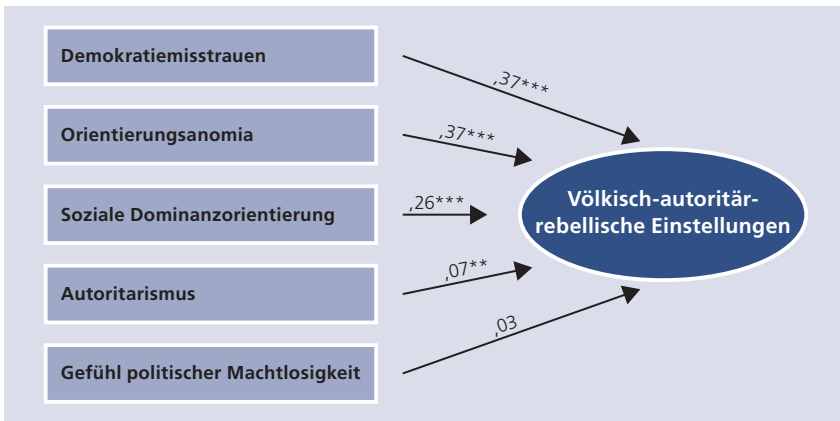 Demokratiemisstrauen
,37***
Orientierungsanomia
,37***
Soziale Dominanzorientierung
,26***
Völkisch-autoritär-
rebellische Einstellungen
Autoritarismus
,07**
Gefühl politischer Machtlosigkeit
,03